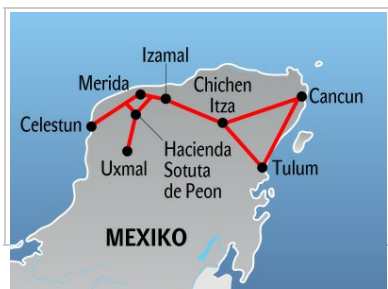 Izamal
Merida
Chichen
Itza
Cancun
Celestun
Hacienda
Sotuta
de Peon
Uxmal
Tulum
MEXIKO